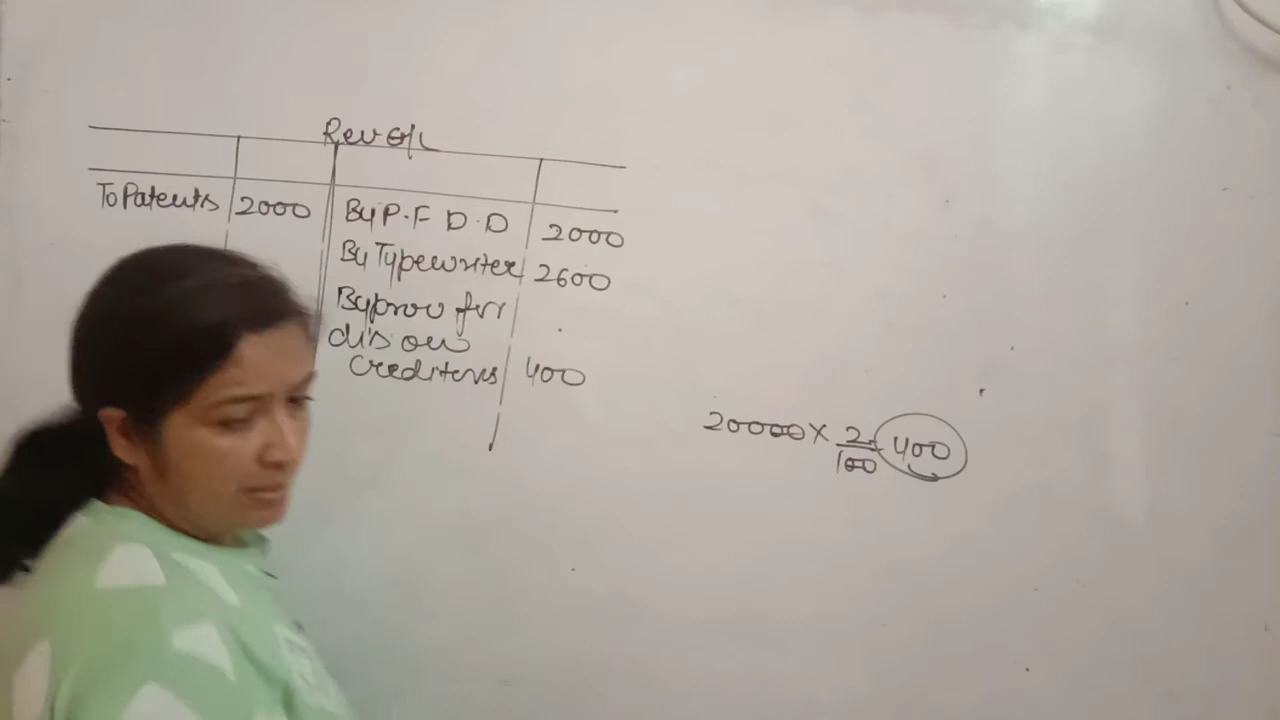 Rev a/c
To Patents 2000 By P.F D.D 2000
By Typewriter 2600
By prov for
dis on
Creditors 400
20000 × 2/100 = 400